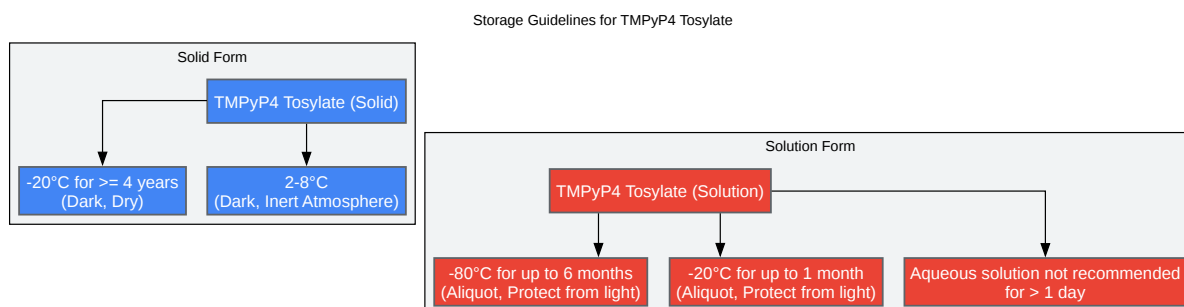 Storage Guidelines for TMPyP4 Tosylate
Solid Form
TMPyP4 Tosylate (Solid)
-20°C for >= 4 years
(Dark, Dry)
2-8°C
(Dark, Inert Atmosphere)
Solution Form
TMPyP4 Tosylate (Solution)
-80°C for up to 6 months
(Aliquot, Protect from light)
-20°C for up to 1 month
(Aliquot, Protect from light)
Aqueous solution not recommended
for > 1 day